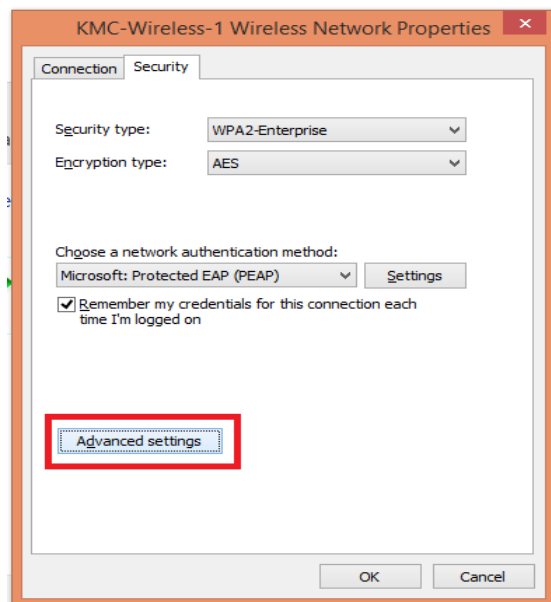 KMC-Wireless-1 Wireless Network Properties
Connection Security
Security type: WPA2-Enterprise
Encryption type: AES
Choose a network authentication method:
Microsoft: Protected EAP (PEAP) Settings
Remember my credentials for this connection each
time I'm logged on
Advanced settings
OK Cancel